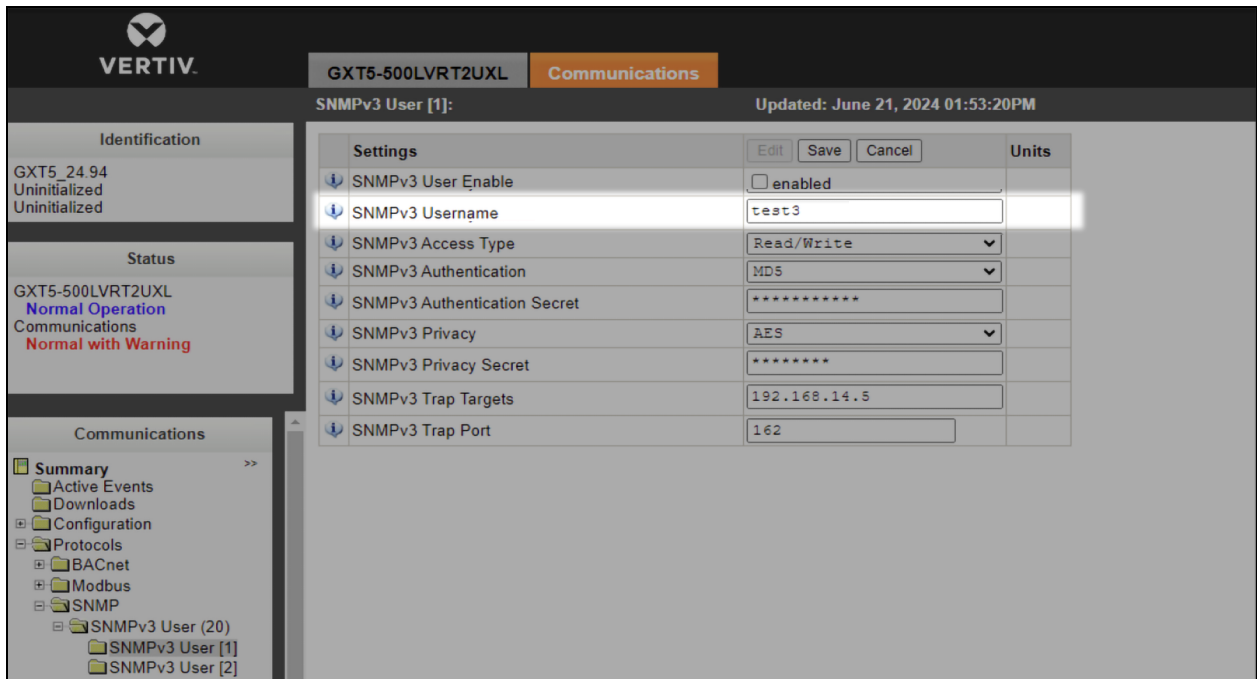 VERTIV.
GXT5-500LVRT2UXL Communications
SNMPv3 User [1]: Updated: June 21, 2024 01:53:20PM
Identification
GXT5_24.94
Uninitialized
Uninitialized
Status
GXT5-500LVRT2UXL
Normal Operation
Communications
Normal with Warning
Communications
Summary >>
Active Events
Downloads
Configuration
Protocols
BACnet
Modbus
SNMP
SNMPv3 User (20)
SNMPv3 User [1]
SNMPv3 User [2]
Settings Edit Save Cancel Units
SNMPv3 User Enable enabled
SNMPv3 Username test3
SNMPv3 Access Type Read/Write
SNMPv3 Authentication MD5
SNMPv3 Authentication Secret ***********
SNMPv3 Privacy AES
SNMPv3 Privacy Secret ********
SNMPv3 Trap Targets 192.168.14.5
SNMPv3 Trap Port 162